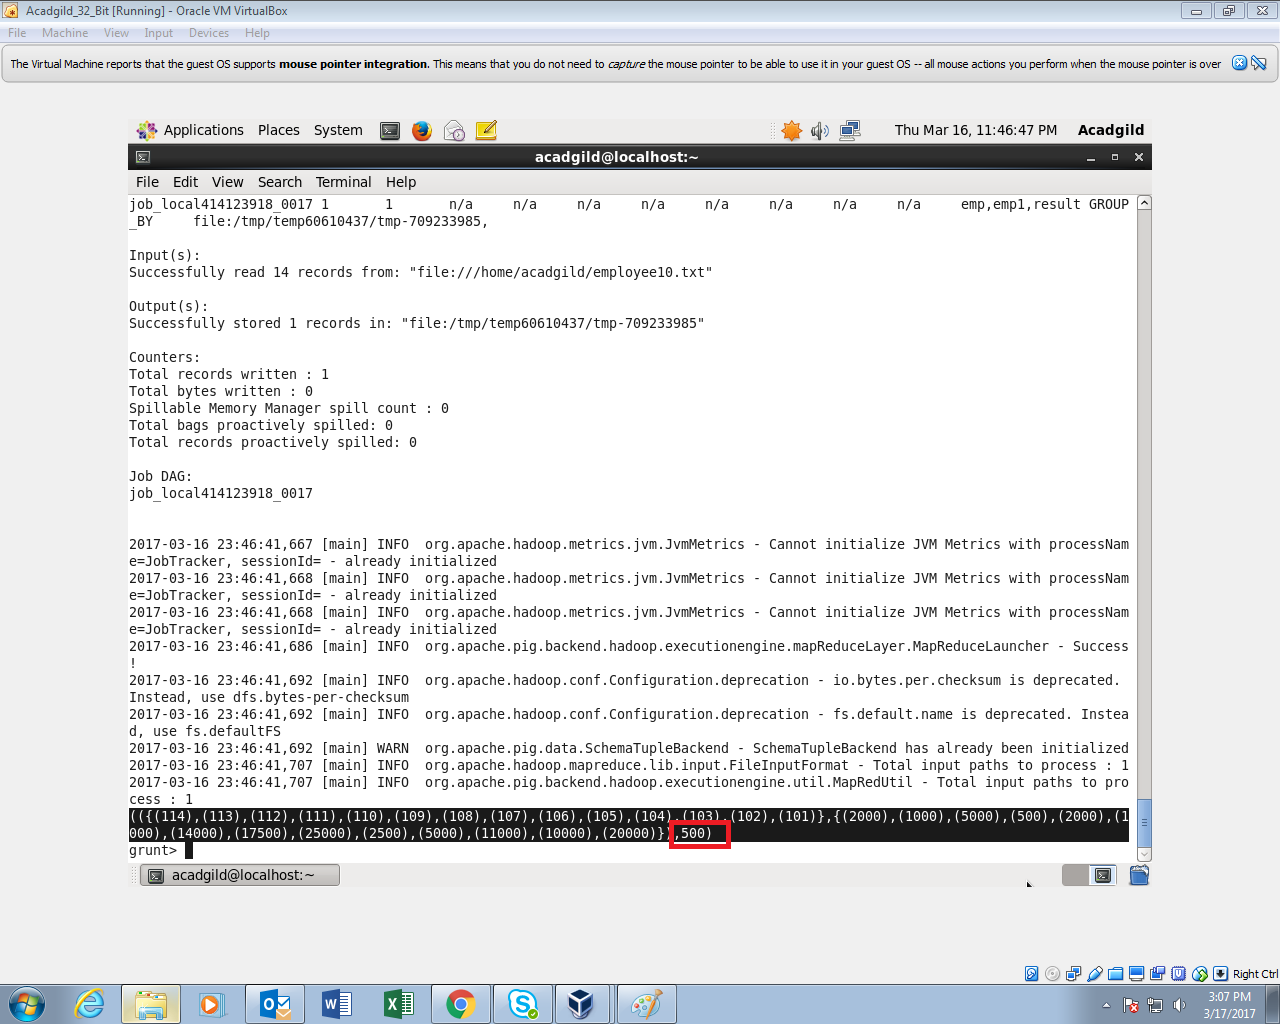 Acadgild_32_Bit [Running] - Oracle VM VirtualBox
File Machine View Input Devices Help
The Virtual Machine reports that the guest OS supports mouse pointer integration. This means that you do not need to capture the mouse pointer to be able to use it in your guest OS -- all mouse actions you perform when the mouse pointer is over
Applications Places System Thu Mar 16, 11:46:47 PM Acadgild
acadgild@localhost:~
File Edit View Search Terminal Help
job_local414123918_0017 1 1 n/a n/a n/a n/a n/a n/a n/a n/a emp,emp1,result GROUP
_BY file:/tmp/temp60610437/tmp-709233985,
Input(s):
Successfully read 14 records from: "file:///home/acadgild/employee10.txt"
Output(s):
Successfully stored 1 records in: "file:/tmp/temp60610437/tmp-709233985"
Counters:
Total records written : 1
Total bytes written : 0
Spillable Memory Manager spill count : 0
Total bags proactively spilled: 0
Total records proactively spilled: 0
Job DAG:
job_local414123918_0017
2017-03-16 23:46:41,667 [main] INFO org.apache.hadoop.metrics.jvm.JvmMetrics - Cannot initialize JVM Metrics with processNam
e=JobTracker, sessionId= - already initialized
2017-03-16 23:46:41,668 [main] INFO org.apache.hadoop.metrics.jvm.JvmMetrics - Cannot initialize JVM Metrics with processNam
e=JobTracker, sessionId= - already initialized
2017-03-16 23:46:41,668 [main] INFO org.apache.hadoop.metrics.jvm.JvmMetrics - Cannot initialize JVM Metrics with processNam
e=JobTracker, sessionId= - already initialized
2017-03-16 23:46:41,686 [main] INFO org.apache.pig.backend.hadoop.executionengine.mapReduceLayer.MapReduceLauncher - Success
!
2017-03-16 23:46:41,692 [main] INFO org.apache.hadoop.conf.Configuration.deprecation - io.bytes.per.checksum is deprecated.
Instead, use dfs.bytes-per-checksum
2017-03-16 23:46:41,692 [main] INFO org.apache.hadoop.conf.Configuration.deprecation - fs.default.name is deprecated. Instea
d, use fs.defaultFS
2017-03-16 23:46:41,692 [main] WARN org.apache.pig.data.SchemaTupleBackend - SchemaTupleBackend has already been initialized
2017-03-16 23:46:41,707 [main] INFO org.apache.hadoop.mapreduce.lib.input.FileInputFormat - Total input paths to process : 1
2017-03-16 23:46:41,707 [main] INFO org.apache.pig.backend.hadoop.executionengine.util.MapRedUtil - Total input paths to pro
cess : 1
(({(114),(113),(112),(111),(110),(109),(108),(107),(106),(105),(104),(103),(102),(101)},{(2000),(1000),(5000),(500),(2000),(1
000),(14000),(17500),(25000),(2500),(5000),(11000),(10000),(20000)}),500)
grunt>
acadgild@localhost:~
Right Ctrl
3:07 PM
3/17/2017